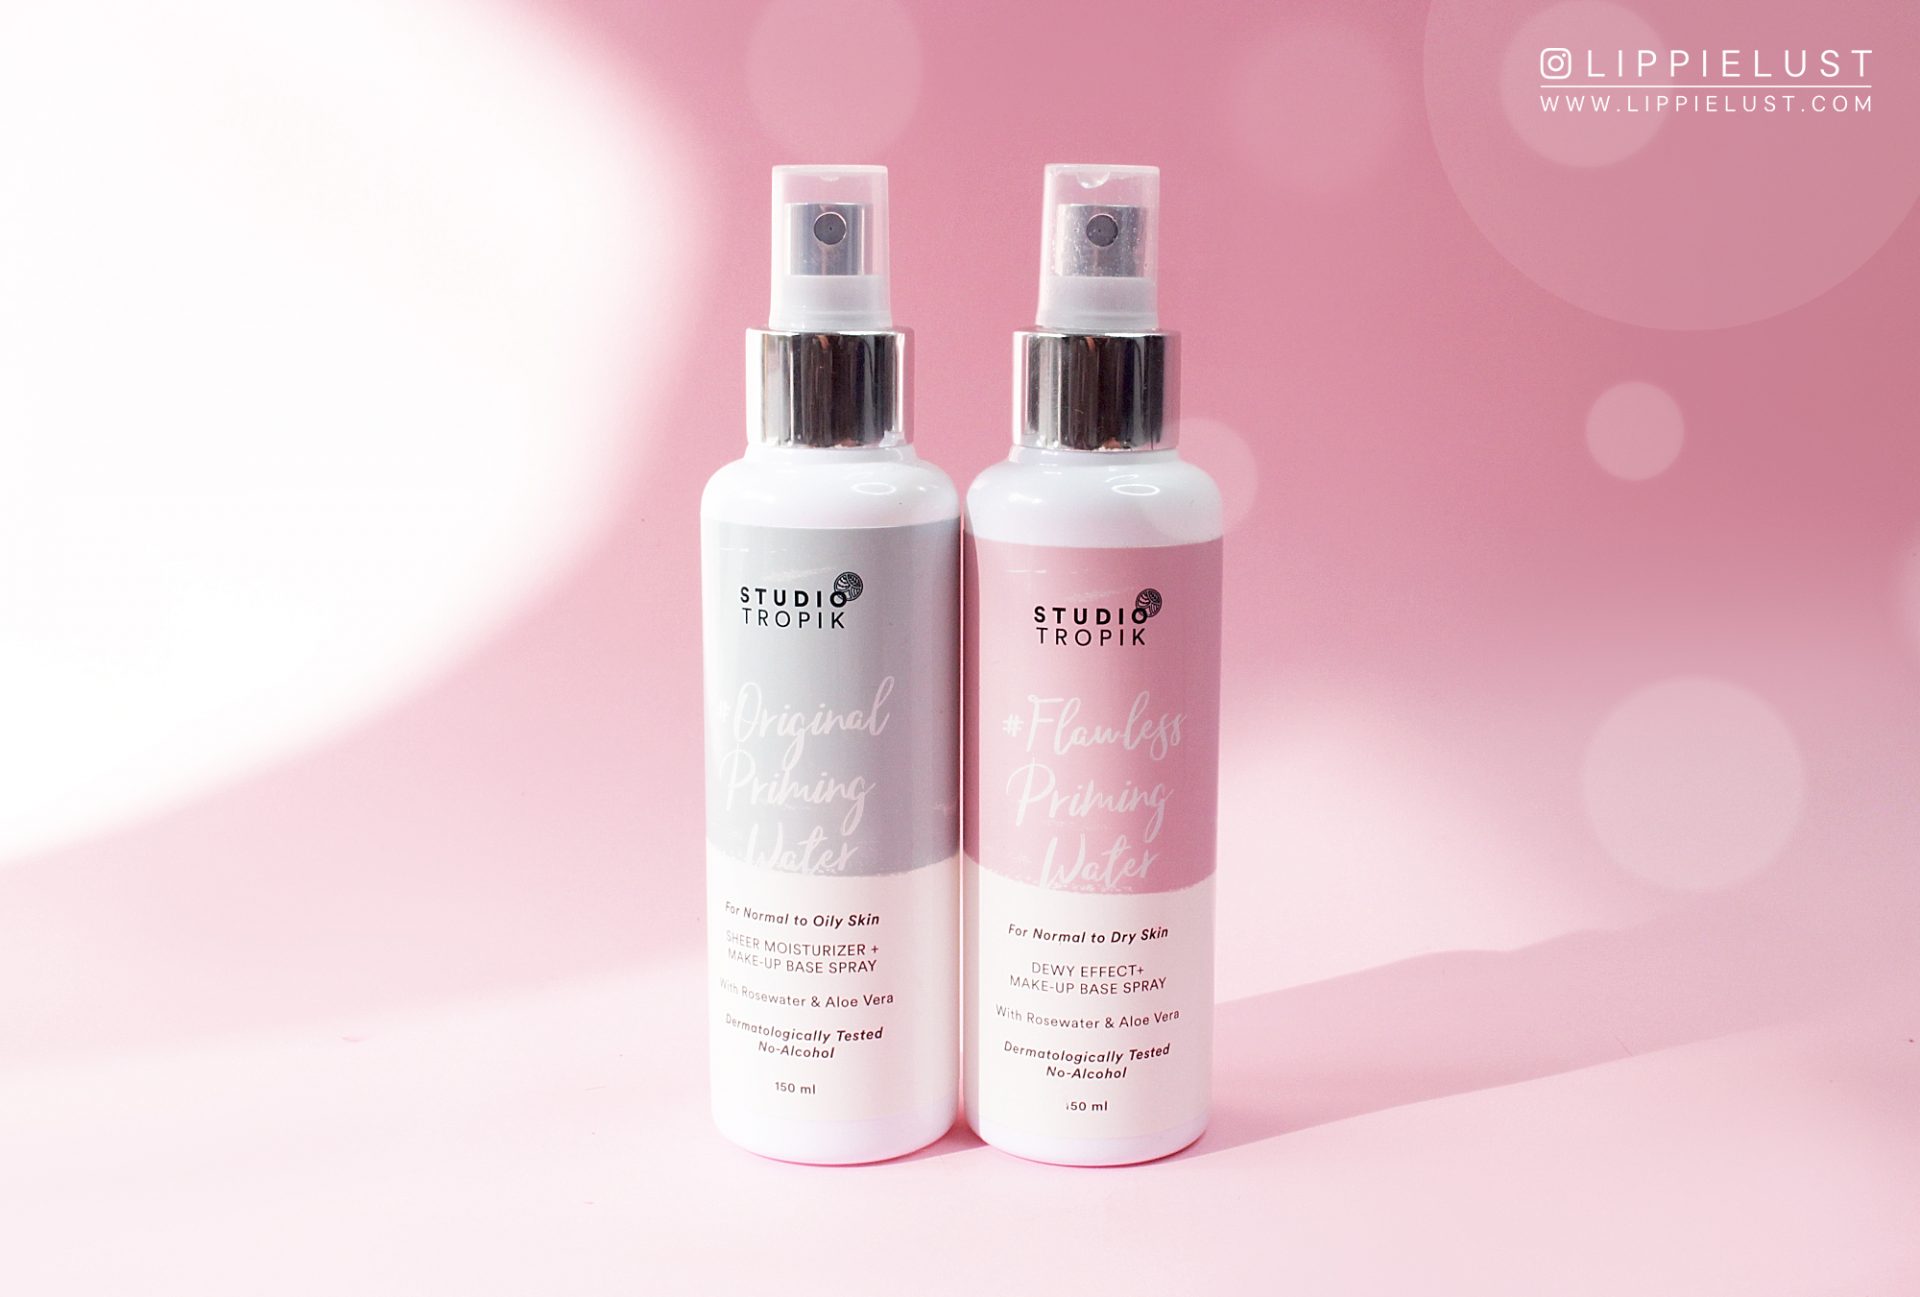 LIPPIELUST
WWW.LIPPIELUST.COM
STUDIO
TROPIK
#Original
Priming
Water
For Normal to Oily Skin
SHEER MOISTURIZER +
MAKE-UP BASE SPRAY
With Rosewater & Aloe Vera
Dermatologically Tested
No-Alcohol
150 ml
STUDIO
TROPIK
#Flawless
Priming
Water
For Normal to Dry Skin
DEWY EFFECT+
MAKE-UP BASE SPRAY
With Rosewater & Aloe Vera
Dermatologically Tested
No-Alcohol
150 ml